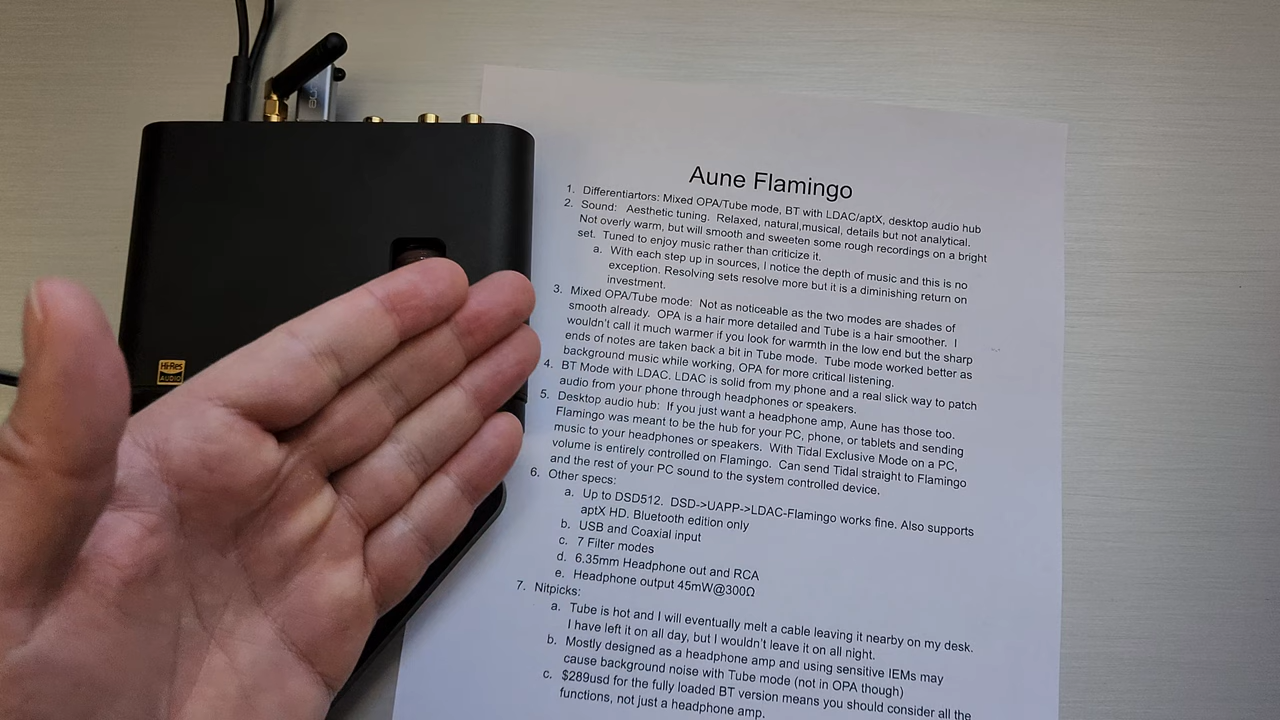 Aune Flamingo
1. Differentiartors: Mixed OPA/Tube mode, BT with LDAC/aptX, desktop audio hub
2. Sound: Aesthetic tuning. Relaxed, natural,musical, details but not analytical.
Not overly warm, but will smooth and sweeten some rough recordings on a bright
set. Tuned to enjoy music rather than criticize it.
a. With each step up in sources, I notice the depth of music and this is no
exception. Resolving sets resolve more but it is a diminishing return on
investment.
3. Mixed OPA/Tube mode: Not as noticeable as the two modes are shades of
smooth already. OPA is a hair more detailed and Tube is a hair smoother. I
wouldn't call it much warmer if you look for warmth in the low end but the sharp
ends of notes are taken back a bit in Tube mode. Tube mode worked better as
background music while working, OPA for more critical listening.
4. BT Mode with LDAC. LDAC is solid from my phone and a real slick way to patch
audio from your phone through headphones or speakers.
5. Desktop audio hub: If you just want a headphone amp, Aune has those too.
Flamingo was meant to be the hub for your PC, phone, or tablets and sending
music to your headphones or speakers. With Tidal Exclusive Mode on a PC,
volume is entirely controlled on Flamingo. Can send Tidal straight to Flamingo
and the rest of your PC sound to the system controlled device.
6. Other specs:
a. Up to DSD512. DSD->UAPP->LDAC-Flamingo works fine. Also supports
aptX HD. Bluetooth edition only
b. USB and Coaxial input
c. 7 Filter modes
d. 6.35mm Headphone out and RCA
e. Headphone output 45mW@300Ω
7. Nitpicks:
a. Tube is hot and I will eventually melt a cable leaving it nearby on my desk.
I have left it on all day, but I wouldn't leave it on all night.
b. Mostly designed as a headphone amp and using sensitive IEMs may
cause background noise with Tube mode (not in OPA though)
c. $289usd for the fully loaded BT version means you should consider all the
functions, not just a headphone amp.
Hi-Res
AUDIO